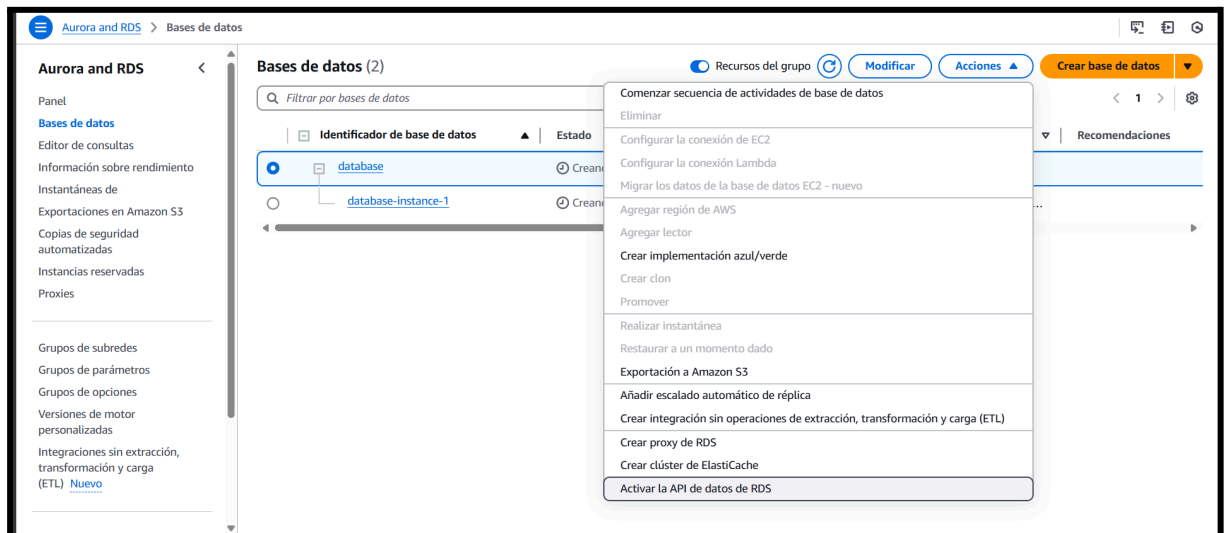 Aurora and RDS > Bases de datos
Aurora and RDS
Panel
Bases de datos
Editor de consultas
Información sobre rendimiento
Instantáneas de
Exportaciones en Amazon S3
Copias de seguridad
automatizadas
Instancias reservadas
Proxies
Grupos de subredes
Grupos de parámetros
Grupos de opciones
Versiones de motor
personalizadas
Integraciones sin extracción,
transformación y carga
(ETL) Nuevo
Bases de datos (2)
Recursos del grupo
Modificar
Acciones
Crear base de datos
Filtrar por bases de datos
1
Identificador de base de datos
Estado
Recomendaciones
database
database-instance-1
...
Comenzar secuencia de actividades de base de datos
Eliminar
Configurar la conexión de EC2
Configurar la conexión Lambda
Migrar los datos de la base de datos EC2 - nuevo
Agregar región de AWS
Agregar lector
Crear implementación azul/verde
Crear clon
Promover
Realizar instantánea
Restaurar a un momento dado
Exportación a Amazon S3
Añadir escalado automático de réplica
Crear integración sin operaciones de extracción, transformación y carga (ETL)
Crear proxy de RDS
Crear clúster de ElastiCache
Activar la API de datos de RDS